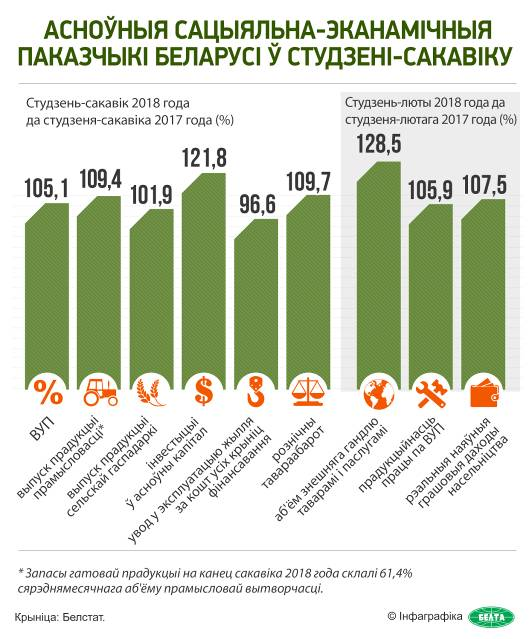 АСНОЎНЫЯ САЦЫЯЛЬНА-ЭКАНАМІЧНЫЯ
ПАКАЗЧЫКІ БЕЛАРУСІ Ў СТУДЗЕНІ-САКАВІКУ
Студзень-сакавік 2018 года
да студзеня-сакавіка 2017 года (%)
Студзень-люты 2018 года да
студзеня-лютага 2017 года (%)
105,1
109,4
101,9
121,8
96,6
109,7
128,5
105,9
107,5
%
$
ВУП
выпуск прадукцыі
прамысловасці*
выпуск прадукцыі
сельскай гаспадаркі
інвестыцыі
ў асноўны капітал
увод у эксплуатацыю жылля
за кошт усіх крыніц
фінансавання
рознічны
тавараабарот
аб'ём знешняга гандлю
таварамі і паслугамі
прадукцыйнасць
працы па ВУП
рэальныя наяўныя
грашовыя даходы
насельніцтва
* Запасы гатовай прадукцыі на канец сакавіка 2018 года склалі 61,4%
сярэднямесячнага аб'ёму прамысловай вытворчасці.
Крыніца: Белстат.
© Інфаграфіка
БЕЛТА